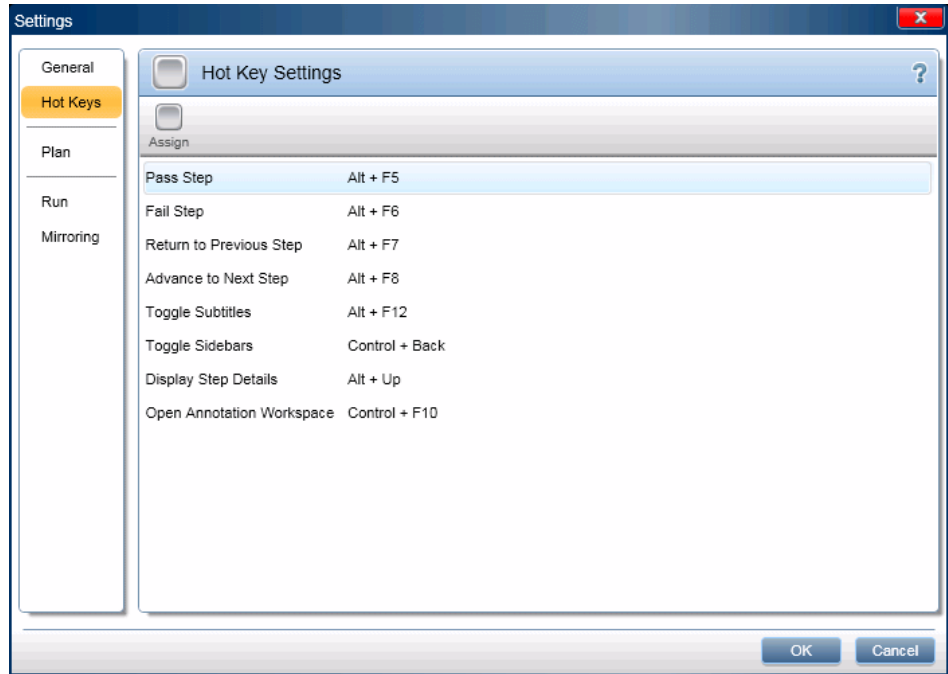 Settings
x
General
Hot Keys
Plan
Run
Mirroring
Hot Key Settings
?
Assign
Pass Step Alt + F5
Fail Step Alt + F6
Return to Previous Step Alt + F7
Advance to Next Step Alt + F8
Toggle Subtitles Alt + F12
Toggle Sidebars Control + Back
Display Step Details Alt + Up
Open Annotation Workspace Control + F10
OK Cancel